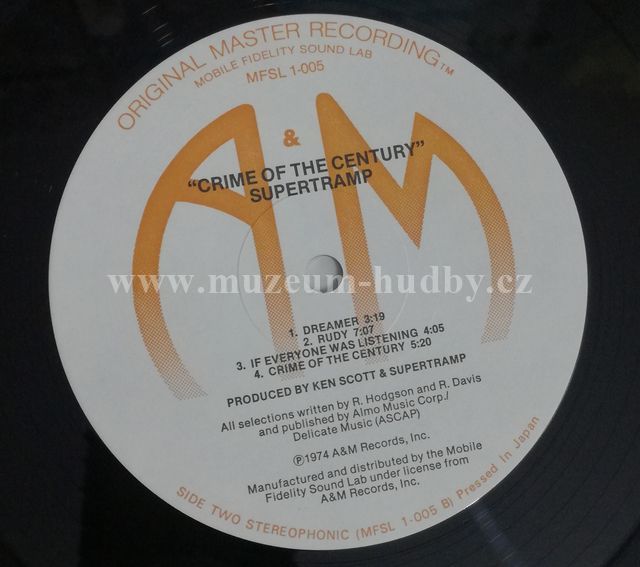 ORIGINAL MASTER RECORDING™
MOBILE FIDELITY SOUND LAB
MFSL 1-005
A & M
"CRIME OF THE CENTURY"
SUPERTRAMP
www.muzeum-hudby.cz
1. DREAMER 3:19
2. RUDY 7:07
3. IF EVERYONE WAS LISTENING 4:05
4. CRIME OF THE CENTURY 5:20
PRODUCED BY KEN SCOTT & SUPERTRAMP
All selections written by R. Hodgson and R. Davis
and published by Almo Music Corp./
Delicate Music (ASCAP)
℗1974 A&M Records, Inc.
Manufactured and distributed by the Mobile
Fidelity Sound Lab under license from
A&M Records, Inc.
SIDE TWO STEREOPHONIC (MFSL 1-005 B) Pressed In Japan